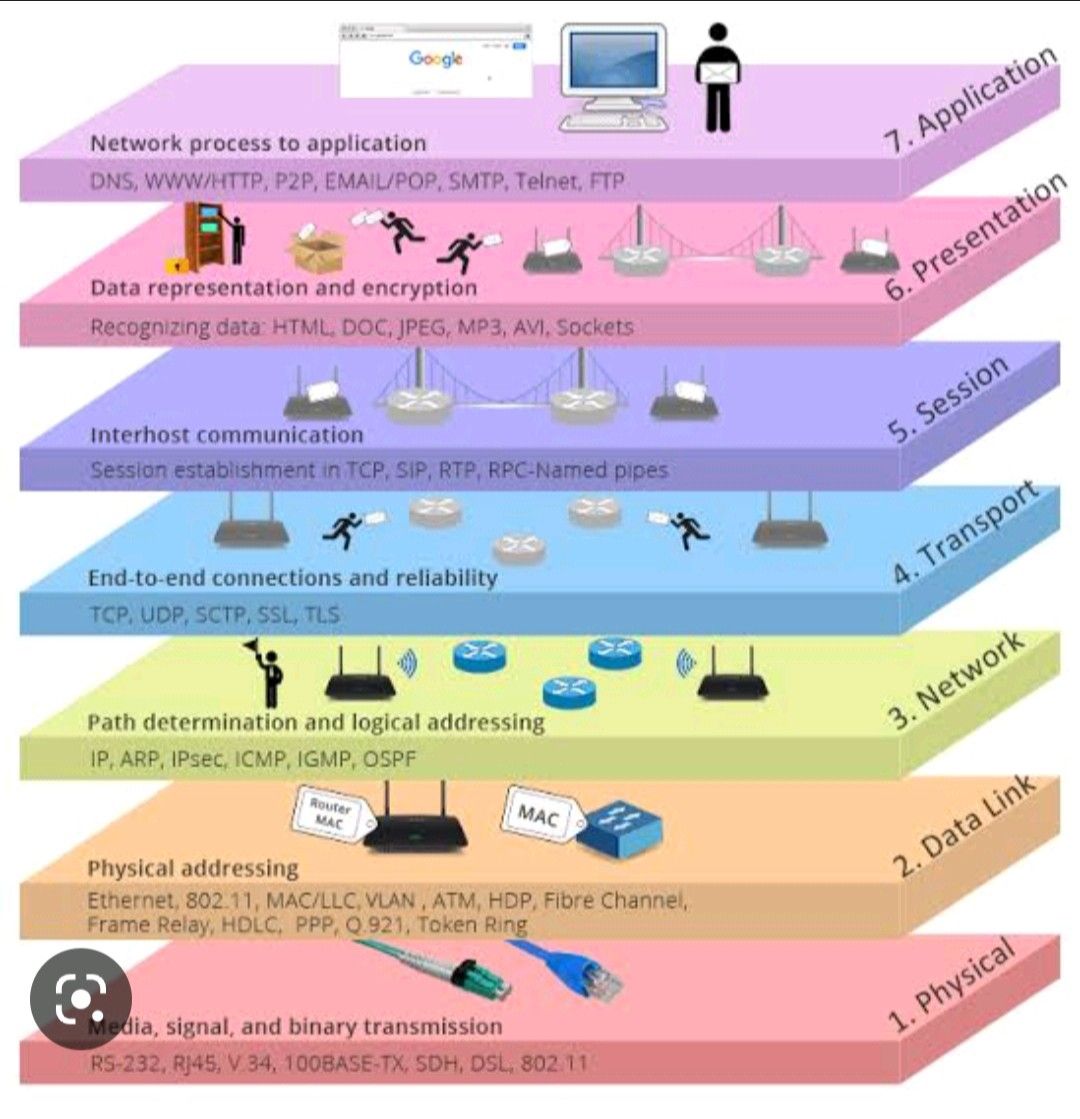 Google
7. Application
Network process to application
DNS, WWW/HTTP, P2P, EMAIL/POP, SMTP, Telnet, FTP
6. Presentation
Data representation and encryption
Recognizing data: HTML, DOC, JPEG, MP3, AVI, Sockets
5. Session
Interhost communication
Session establishment in TCP, SIP, RTP, RPC-Named pipes
4. Transport
End-to-end connections and reliability
TCP, UDP, SCTP, SSL, TLS
3. Network
Path determination and logical addressing
IP, ARP, IPsec, ICMP, IGMP, OSPF
Router
MAC
MAC
2. Data Link
Physical addressing
Ethernet, 802.11, MAC/LLC, VLAN , ATM, HDP, Fibre Channel,
Frame Relay, HDLC, PPP, Q.921, Token Ring
1. Physical
Media, signal, and binary transmission
RS-232, RJ45, V.34, 100BASE-TX, SDH, DSL, 802.11